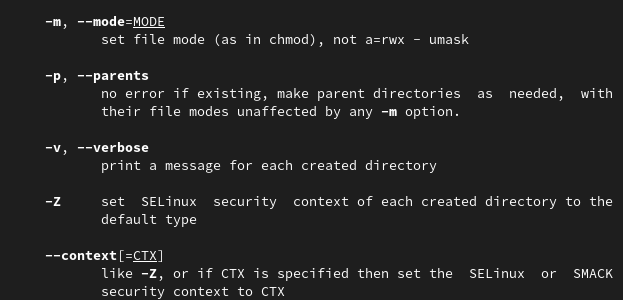 -m, --mode=MODE
set file mode (as in chmod), not a=rwx - umask
-p, --parents
no error if existing, make parent directories as needed, with
their file modes unaffected by any -m option.
-v, --verbose
print a message for each created directory
-Z set SELinux security context of each created directory to the
default type
--context[=CTX]
like -Z, or if CTX is specified then set the SELinux or SMACK
security context to CTX